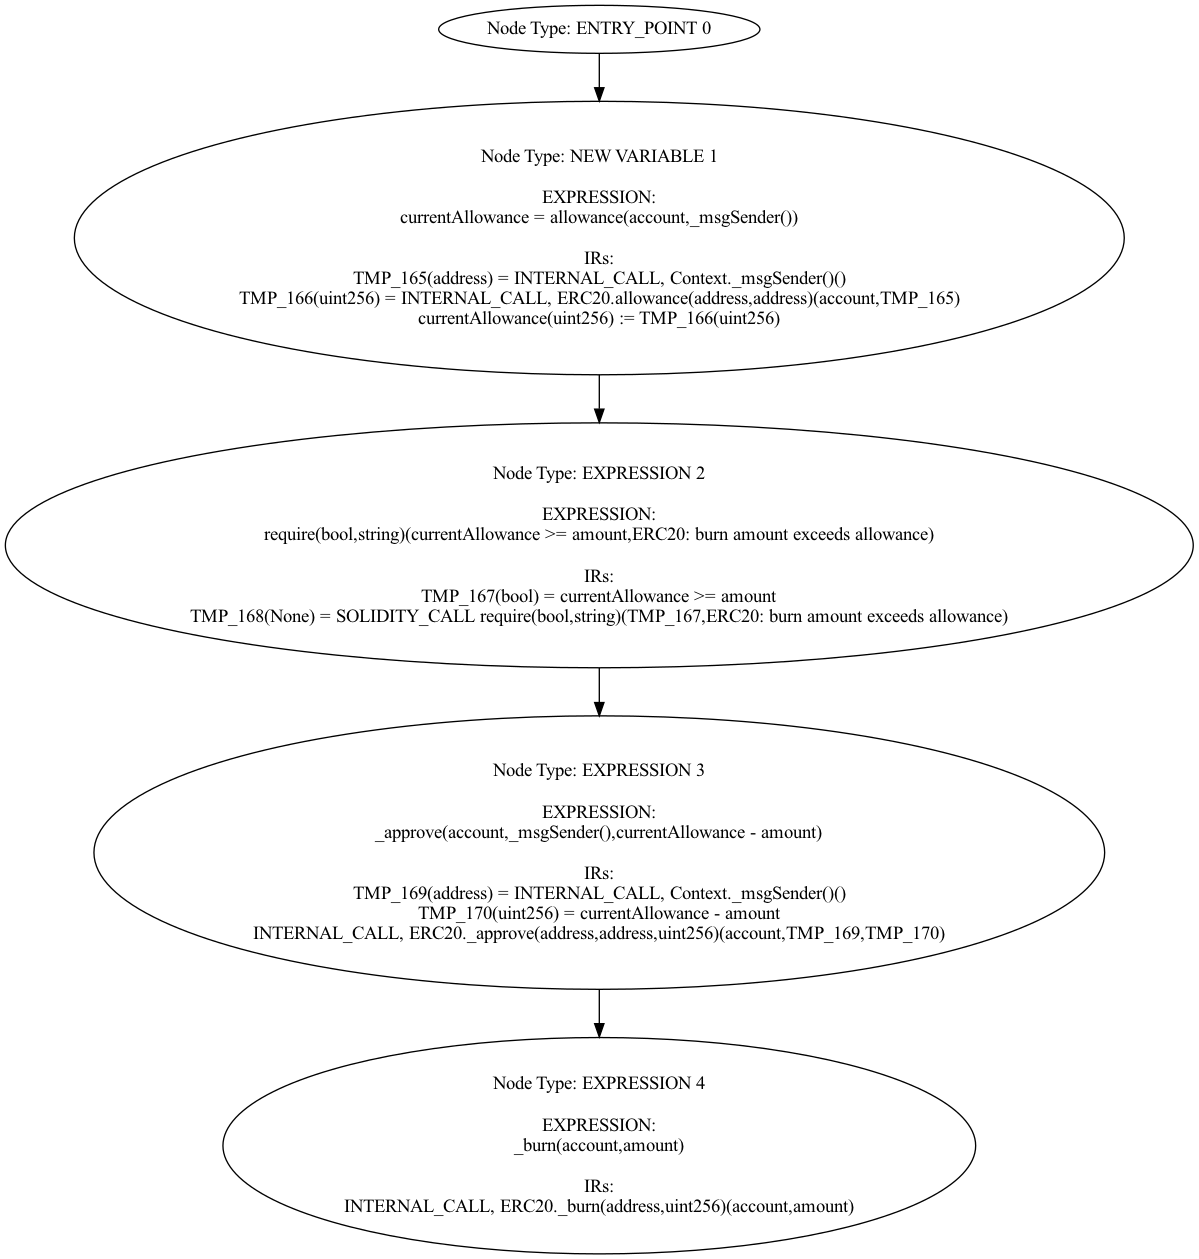 Node Type: ENTRY_POINT 0
Node Type: NEW VARIABLE 1
EXPRESSION:
currentAllowance = allowance(account,_msgSender())
IRs:
TMP_165(address) = INTERNAL_CALL, Context._msgSender()()
TMP_166(uint256) = INTERNAL_CALL, ERC20.allowance(address,address)(account,TMP_165)
currentAllowance(uint256) := TMP_166(uint256)
Node Type: EXPRESSION 2
EXPRESSION:
require(bool,string)(currentAllowance >= amount,ERC20: burn amount exceeds allowance)
IRs:
TMP_167(bool) = currentAllowance >= amount
TMP_168(None) = SOLIDITY_CALL require(bool,string)(TMP_167,ERC20: burn amount exceeds allowance)
Node Type: EXPRESSION 3
EXPRESSION:
_approve(account,_msgSender(),currentAllowance - amount)
IRs:
TMP_169(address) = INTERNAL_CALL, Context._msgSender()()
TMP_170(uint256) = currentAllowance - amount
INTERNAL_CALL, ERC20._approve(address,address,uint256)(account,TMP_169,TMP_170)
Node Type: EXPRESSION 4
EXPRESSION:
_burn(account,amount)
IRs:
INTERNAL_CALL, ERC20._burn(address,uint256)(account,amount)